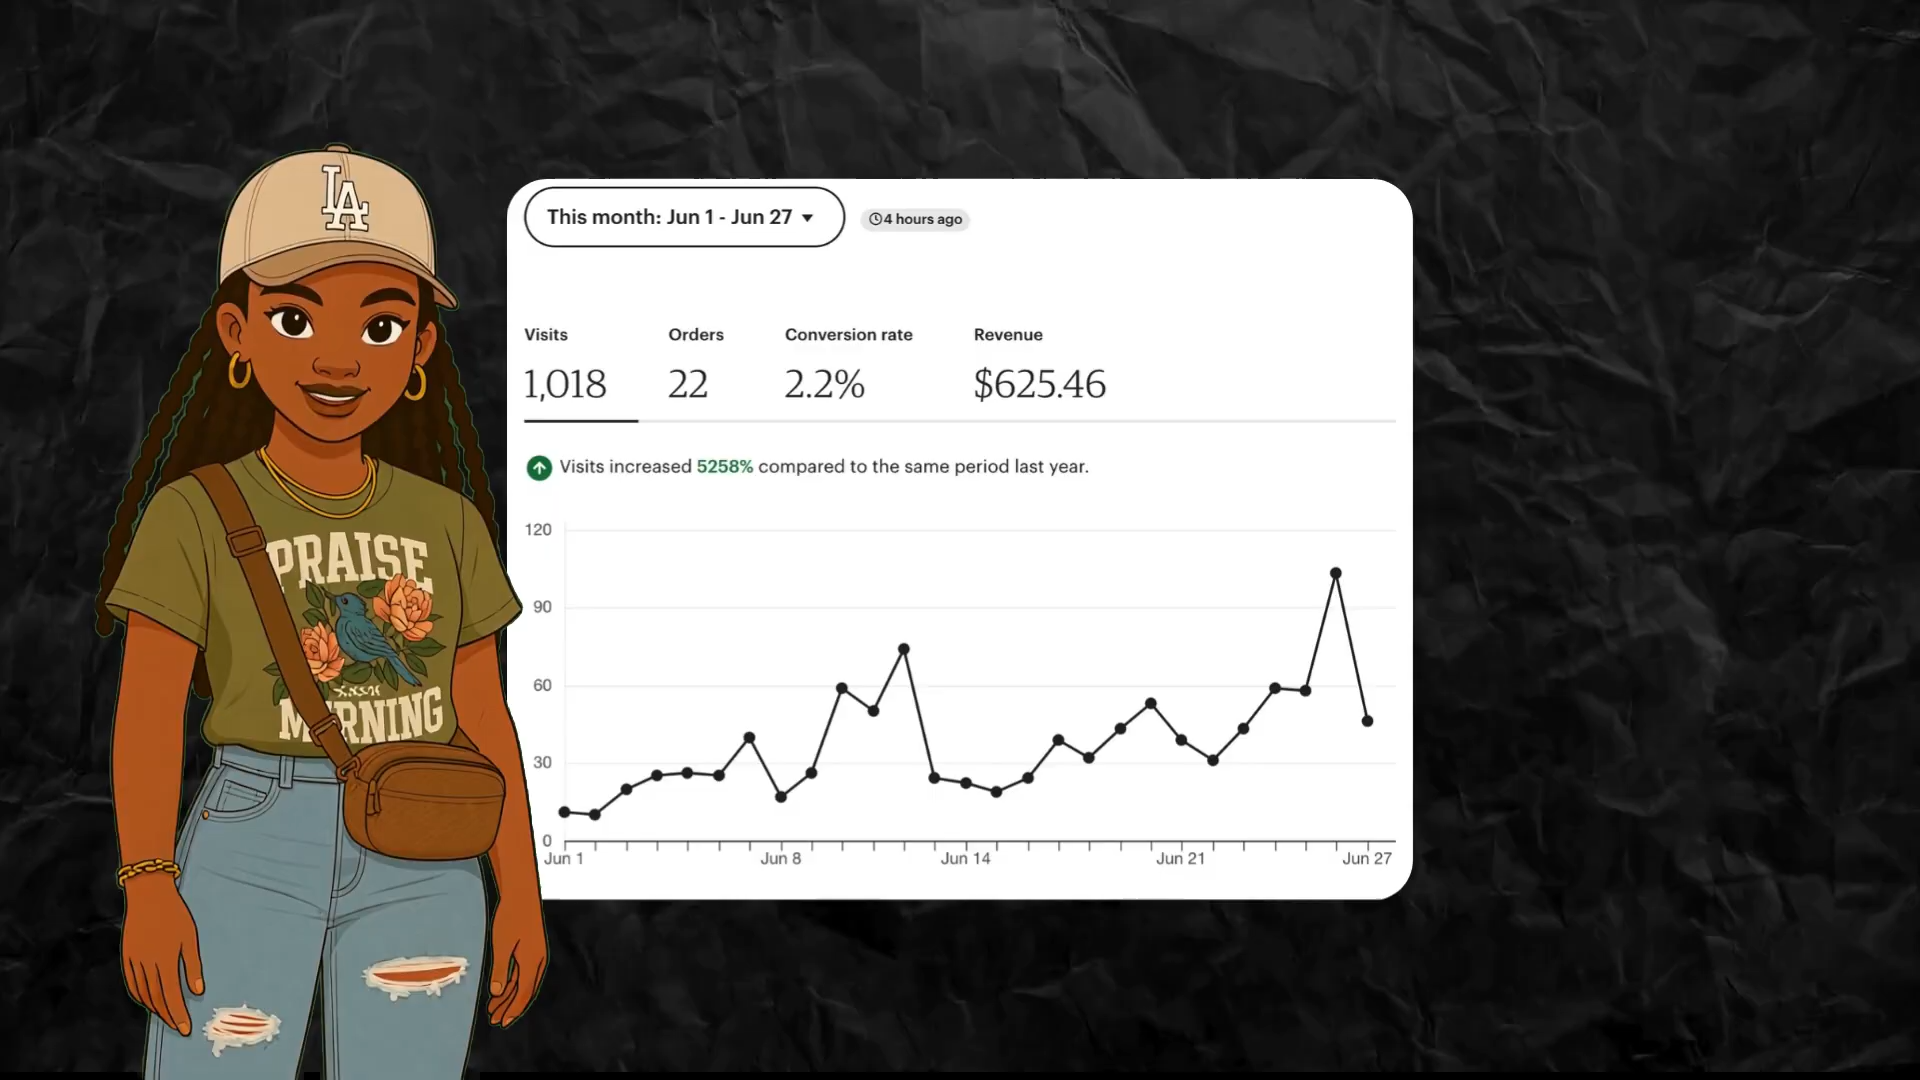 LA
PRAISE
MORNING
This month: Jun 1 - Jun 27
4 hours ago
Visits Orders Conversion rate Revenue
1,018 22 2.2% $625.46
Visits increased 5258% compared to the same period last year.
120
90
60
30
0
Jun 1 Jun 8 Jun 14 Jun 21 Jun 27